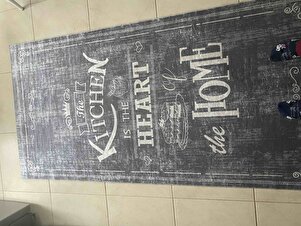 The
KITCHEN
IS THE
HEART
of
the HOME